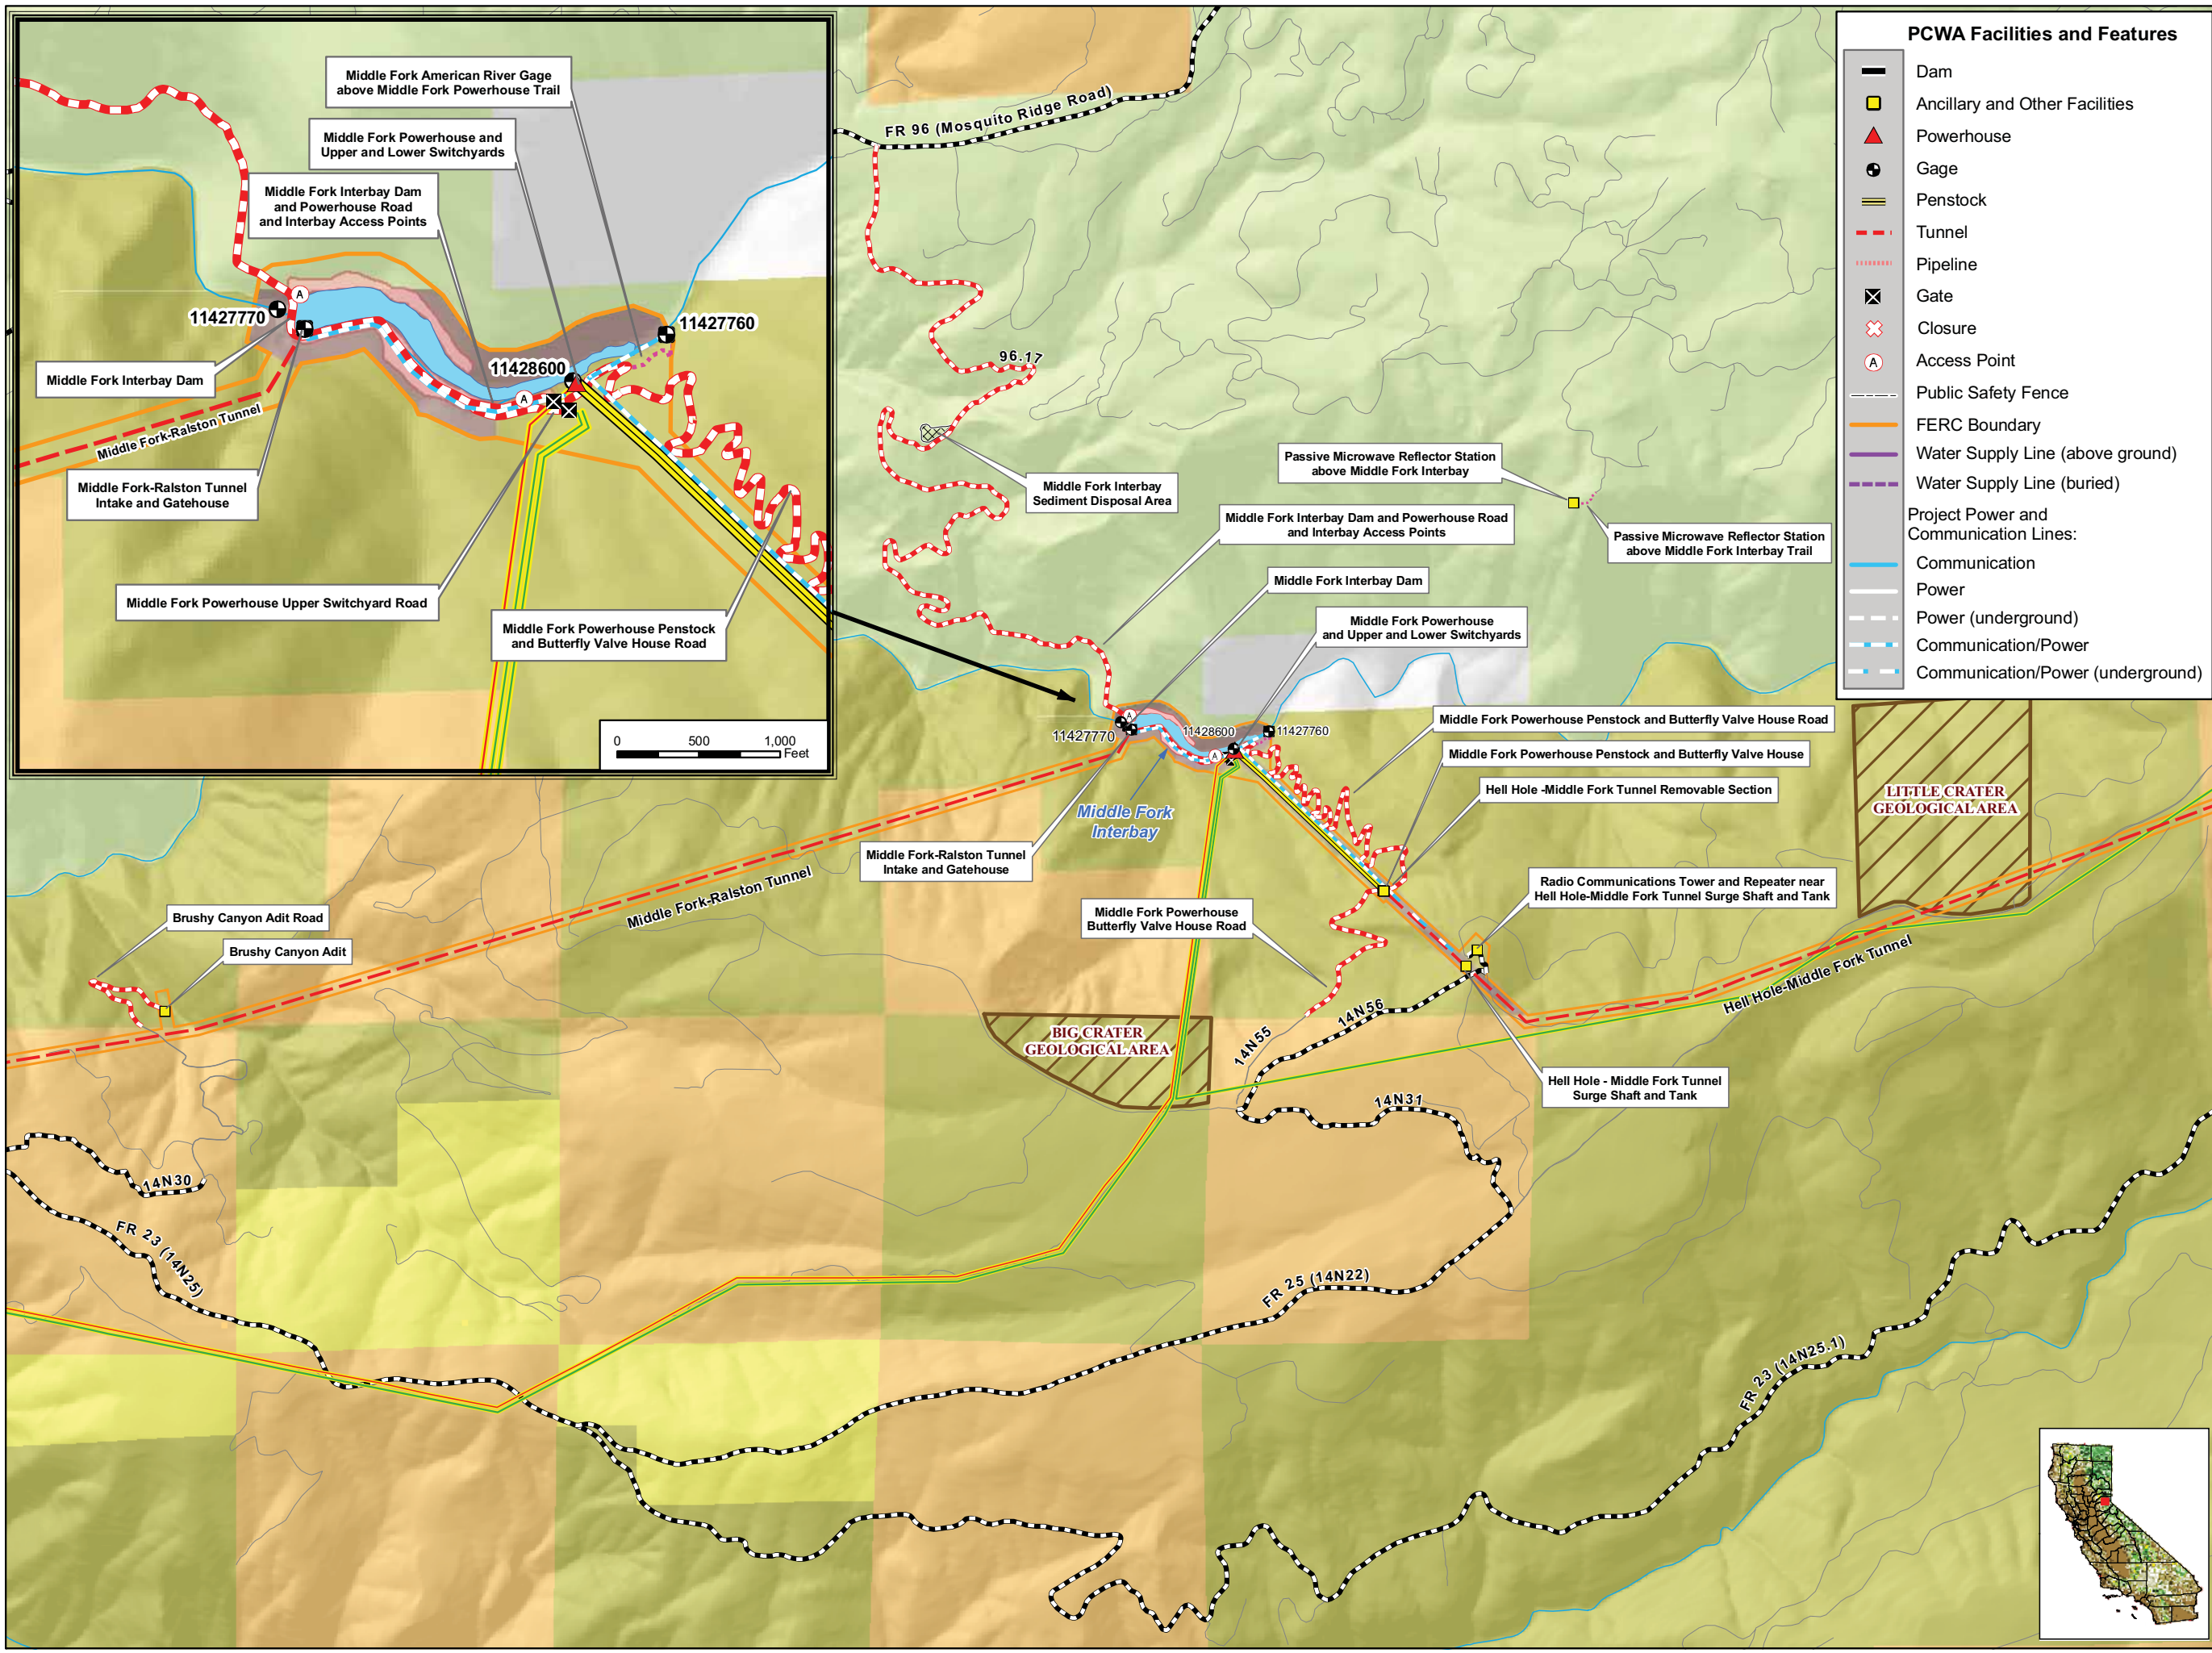 Middle Fork American River Gage
above Middle Fork Powerhouse Trail
Middle Fork Powerhouse and
Upper and Lower Switchyards
Middle Fork Interbay Dam
and Powerhouse Road
and Interbay Access Points
A
11427770
11427760
11428600
A
Middle Fork Interbay Dam
Middle Fork-Ralston Tunnel
Middle Fork-Ralston Tunnel
Intake and Gatehouse
Middle Fork Powerhouse Upper Switchyard Road
Middle Fork Powerhouse Penstock
and Butterfly Valve House Road
0 500 1,000
Feet
PCWA Facilities and Features
Dam
Ancillary and Other Facilities
Powerhouse
Gage
Penstock
Tunnel
Pipeline
Gate
Closure
A Access Point
Public Safety Fence
FERC Boundary
Water Supply Line (above ground)
Water Supply Line (buried)
Project Power and
Communication Lines:
Communication
Power
Power (underground)
Communication/Power
Communication/Power (underground)
FR 96 (Mosquito Ridge Road)
96.17
Middle Fork Interbay
Sediment Disposal Area
Passive Microwave Reflector Station
above Middle Fork Interbay
Passive Microwave Reflector Station
above Middle Fork Interbay Trail
Middle Fork Interbay Dam and Powerhouse Road
and Interbay Access Points
Middle Fork Interbay Dam
Middle Fork Powerhouse
and Upper and Lower Switchyards
A
11427770
11428600
11427760
A
Middle Fork Powerhouse Penstock and Butterfly Valve House Road
Middle Fork Powerhouse Penstock and Butterfly Valve House
Hell Hole -Middle Fork Tunnel Removable Section
LITTLE CRATER
GEOLOGICAL AREA
Middle Fork
Interbay
Middle Fork-Ralston Tunnel
Intake and Gatehouse
Middle Fork-Ralston Tunnel
Radio Communications Tower and Repeater near
Hell Hole-Middle Fork Tunnel Surge Shaft and Tank
Middle Fork Powerhouse
Butterfly Valve House Road
Brushy Canyon Adit Road
Brushy Canyon Adit
Hell Hole-Middle Fork Tunnel
14N56
14N55
BIG CRATER
GEOLOGICAL AREA
Hell Hole - Middle Fork Tunnel
Surge Shaft and Tank
14N31
14N30
FR 23 (14N25)
FR 25 (14N22)
FR 23 (14N25.1)